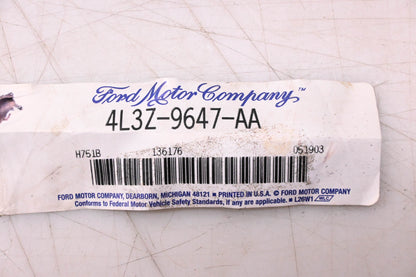 Ford Motor Company™
4L3Z-9647-AA
H751B 136176 051903
FORD MOTOR COMPANY, DEARBORN, MICHIGAN 48121 ■ PRINTED IN U.S.A. © FORD MOTOR COMPANY
Conforms to Federal Motor Vehicle Safety Standards, if any are applicable. ■ L26W1